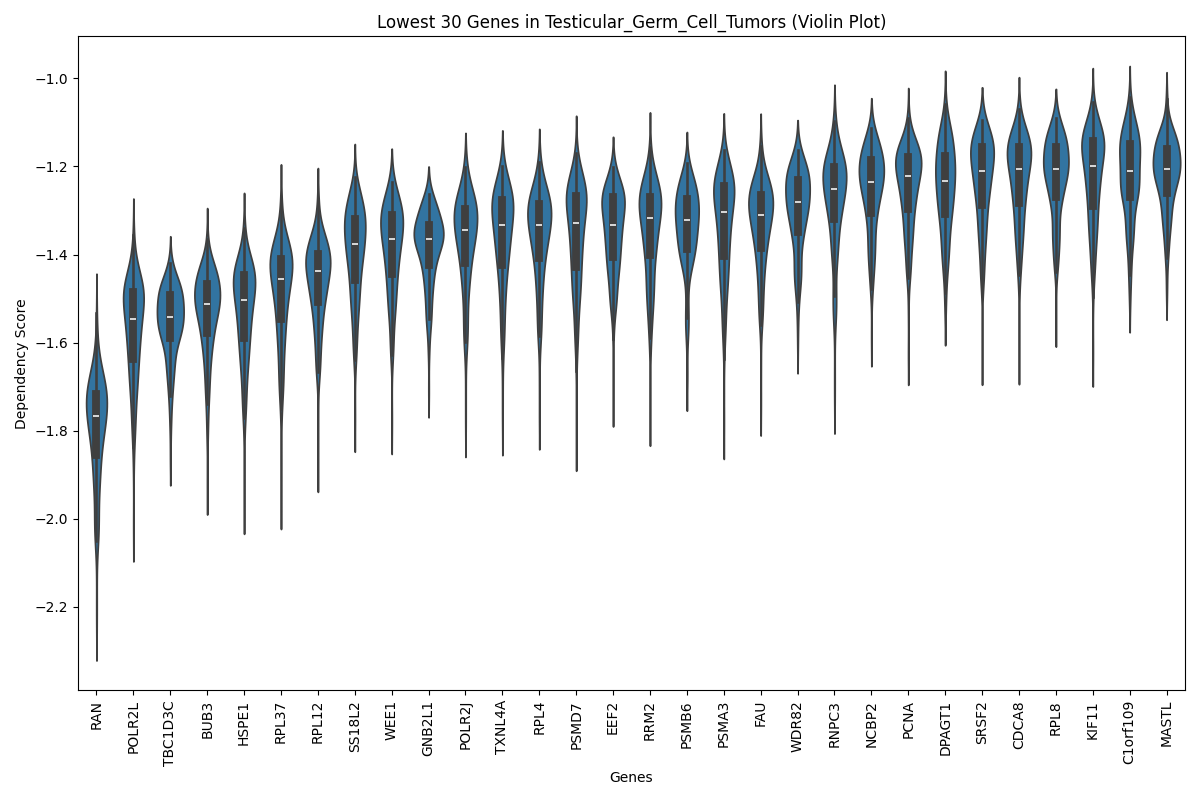 Lowest 30 Genes in Testicular_Germ_Cell_Tumors (Violin Plot)
Dependency Score
−1.0
−1.2
−1.4
−1.6
−1.8
−2.0
−2.2
RAN
POLR2L
TBC1D3C
BUB3
HSPE1
RPL37
RPL12
SS18L2
WEE1
GNB2L1
POLR2J
TXNL4A
RPL4
PSMD7
EEF2
RRM2
PSMB6
PSMA3
FAU
WDR82
RNPC3
NCBP2
PCNA
DPAGT1
SRSF2
CDCA8
RPL8
KIF11
C1orf109
MASTL
Genes